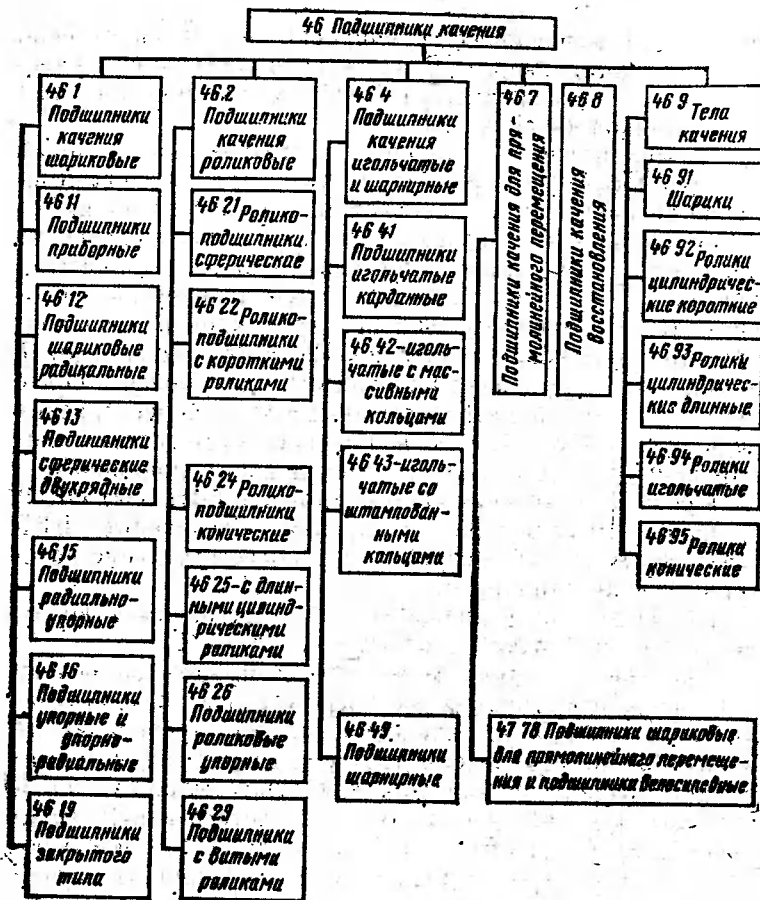 46 Подшипники качения
46.1
Подшипники
качения
шариковые
46.11
Подшипники
приборные
46.12
Подшипники
шариковые
радикальные
46.13
Подшипники
сферические
двухрядные
46.15
Подшипники
радиально-
упорные
46.16
Подшипники
упорные и
упорно-
радиальные
46 19
Подшипники
закрытого
типа
46.2
Подшипники
качения
роликовые
46 21 Ролико-
подшипники
сферические
46 22 Ролико-
подшипники
с короткими
роликами
46 24 Ролико-
подшипники
конические
46 25-с длин-
ными цилинд-
рическими
роликами
46 26
Подшипники
роликовые
упорные
46 29
Подшипники
с витыми
роликами
46 4
Подшипники
качения
игольчатые
и шарнирные
46 41
Подшипники
игольчатые
карданные
46 42-иголь-
чатые с мас-
сивными
кольцами
46 43-иголь-
чатые со
штампован-
ными
кольцами
46 49
Подшипники
шарнирные
46 7
Подшипники качения для пря-
молинейного перемещения
46 8
Подшипники качения
восстановления
47 78 Подшипники шариковые
для прямолинейного перемеще-
ния и подшипники велосипедные
46 9 Тела
качения
46 91
Шарики
46 92 Ролики
цилиндричес-
кие короткие
46 93 Ролики
цилиндричес-
кие длинные
46 94 Ролики
игольчатые
46 95 Ролики
конические